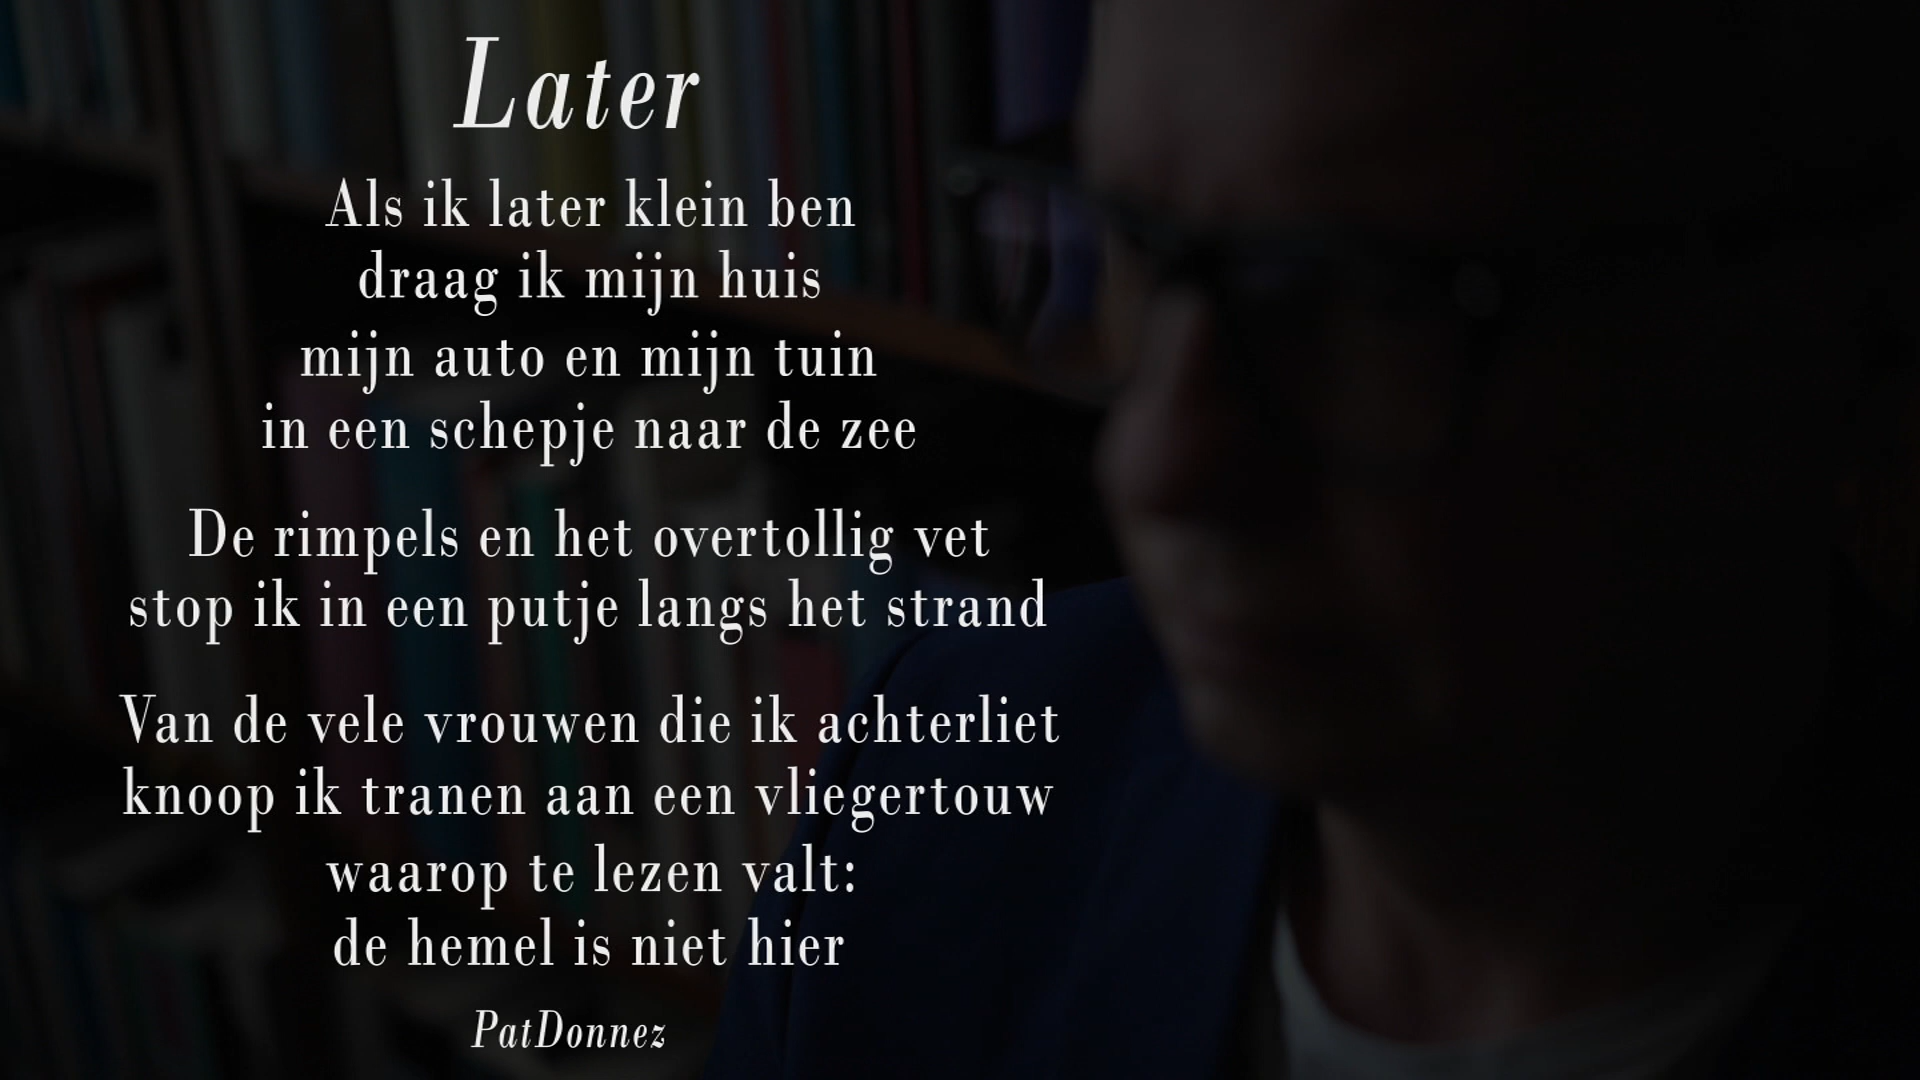 Later
Als ik later klein ben
draag ik mijn huis
mijn auto en mijn tuin
in een schepje naar de zee
De rimpels en het overtollig vet
stop ik in een putje langs het strand
Van de vele vrouwen die ik achterliet
knoop ik tranen aan een vliegertouw
waarop te lezen valt:
de hemel is niet hier
PatDonnez